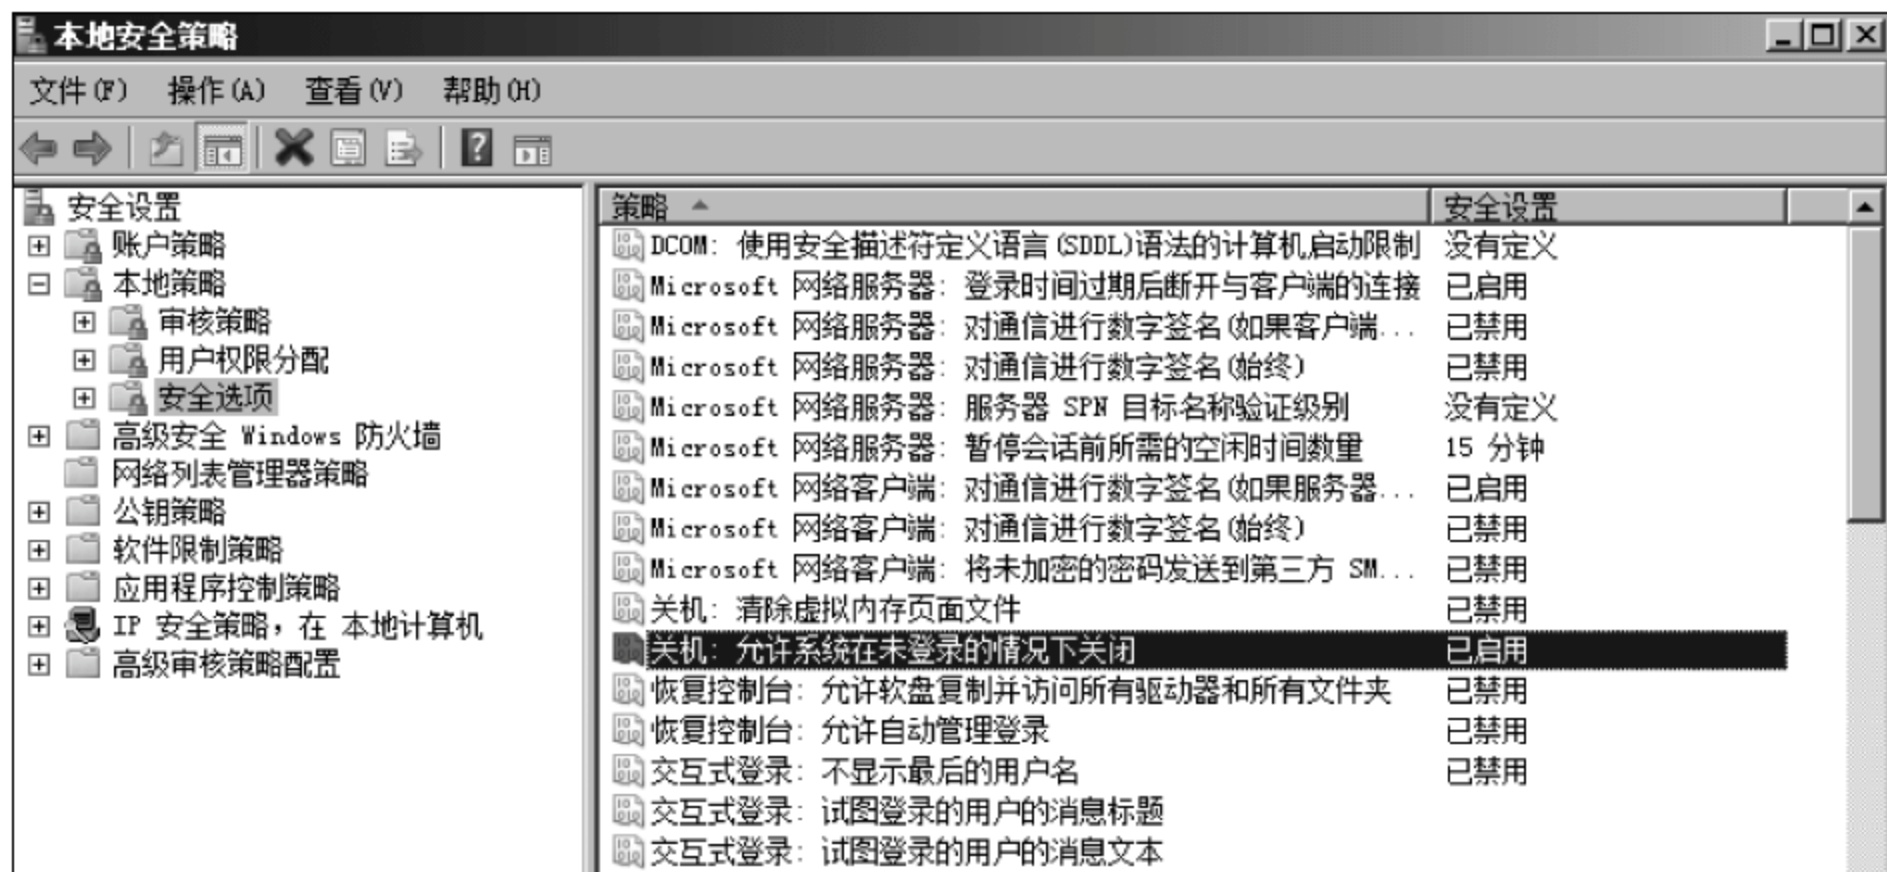 本地安全策略
文件(F) 操作(A) 查看(V) 帮助(H)
安全设置
账户策略
本地策略
审核策略
用户权限分配
安全选项
高级安全 Windows 防火墙
网络列表管理器策略
公钥策略
软件限制策略
应用程序控制策略
IP 安全策略，在 本地计算机
高级审核策略配置
策略 安全设置
DCOM: 使用安全描述符定义语言(SDDL)语法的计算机启动限制 没有定义
Microsoft 网络服务器: 登录时间过期后断开与客户端的连接 已启用
Microsoft 网络服务器: 对通信进行数字签名(如果客户端... 已禁用
Microsoft 网络服务器: 对通信进行数字签名(始终) 已禁用
Microsoft 网络服务器: 服务器 SPN 目标名称验证级别 没有定义
Microsoft 网络服务器: 暂停会话前所需的空闲时间数量 15 分钟
Microsoft 网络客户端: 对通信进行数字签名(如果服务器... 已启用
Microsoft 网络客户端: 对通信进行数字签名(始终) 已禁用
Microsoft 网络客户端: 将未加密的密码发送到第三方 SM... 已禁用
关机: 清除虚拟内存页面文件 已禁用
关机: 允许系统在未登录的情况下关闭 已启用
恢复控制台: 允许软盘复制并访问所有驱动器和所有文件夹 已禁用
恢复控制台: 允许自动管理登录 已禁用
交互式登录: 不显示最后的用户名 已禁用
交互式登录: 试图登录的用户的消息标题
交互式登录: 试图登录的用户的消息文本